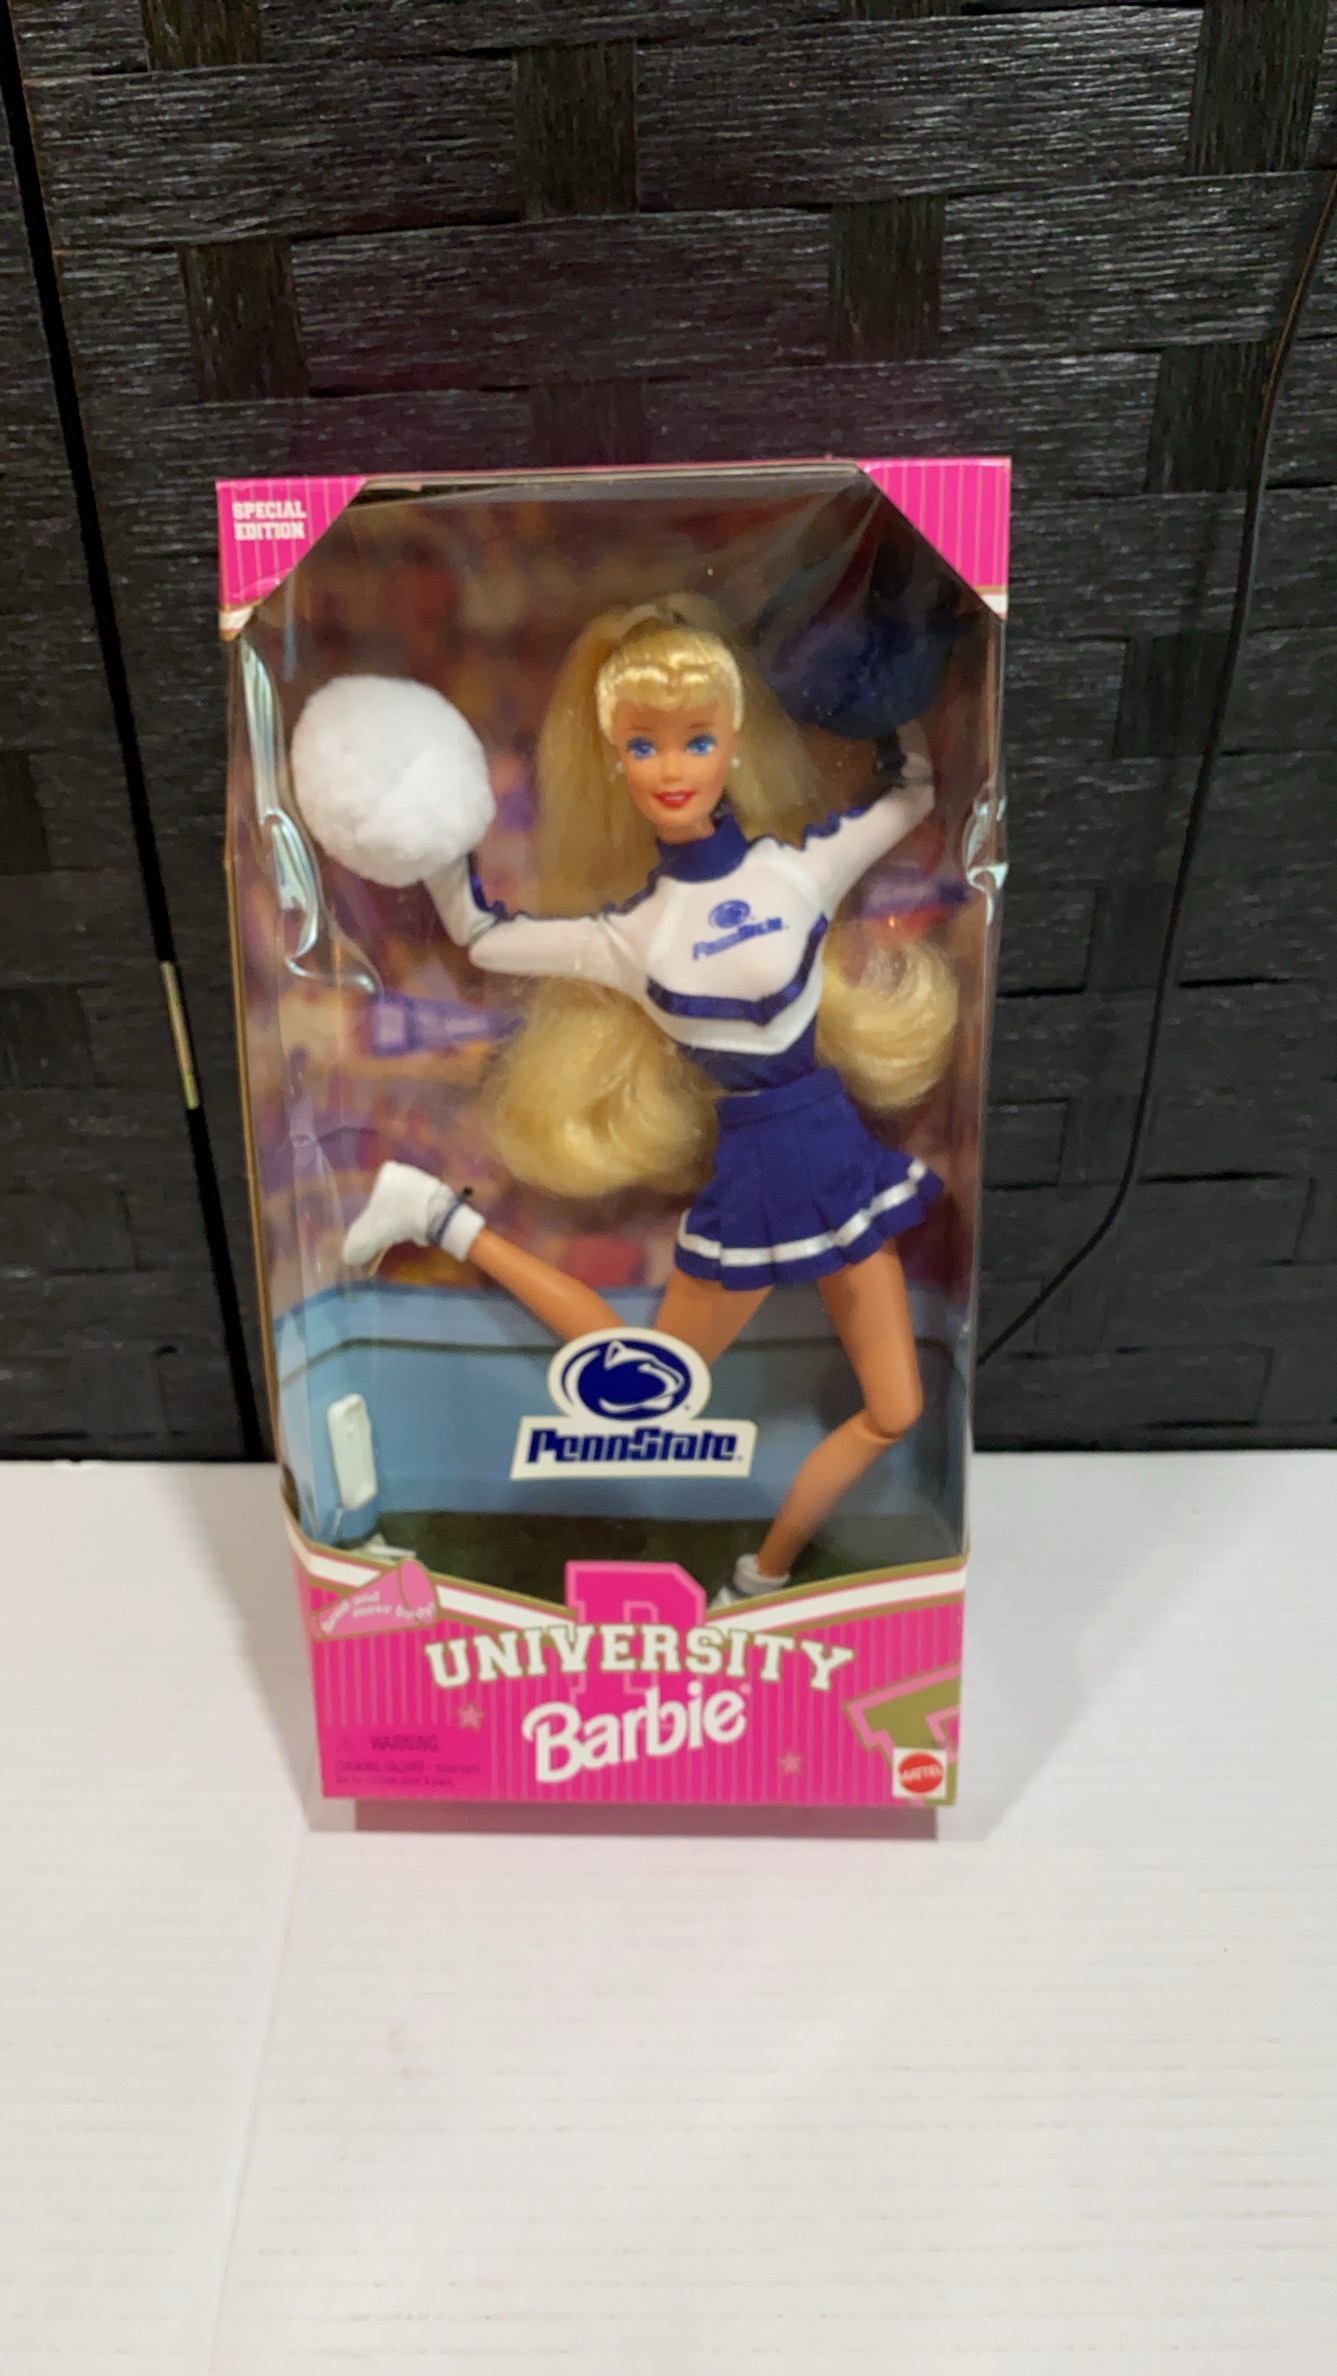 SPECIAL
EDITION
PennState.
PennState.
B
UNIVERSITY
Barbie
WARNING
MATTEL